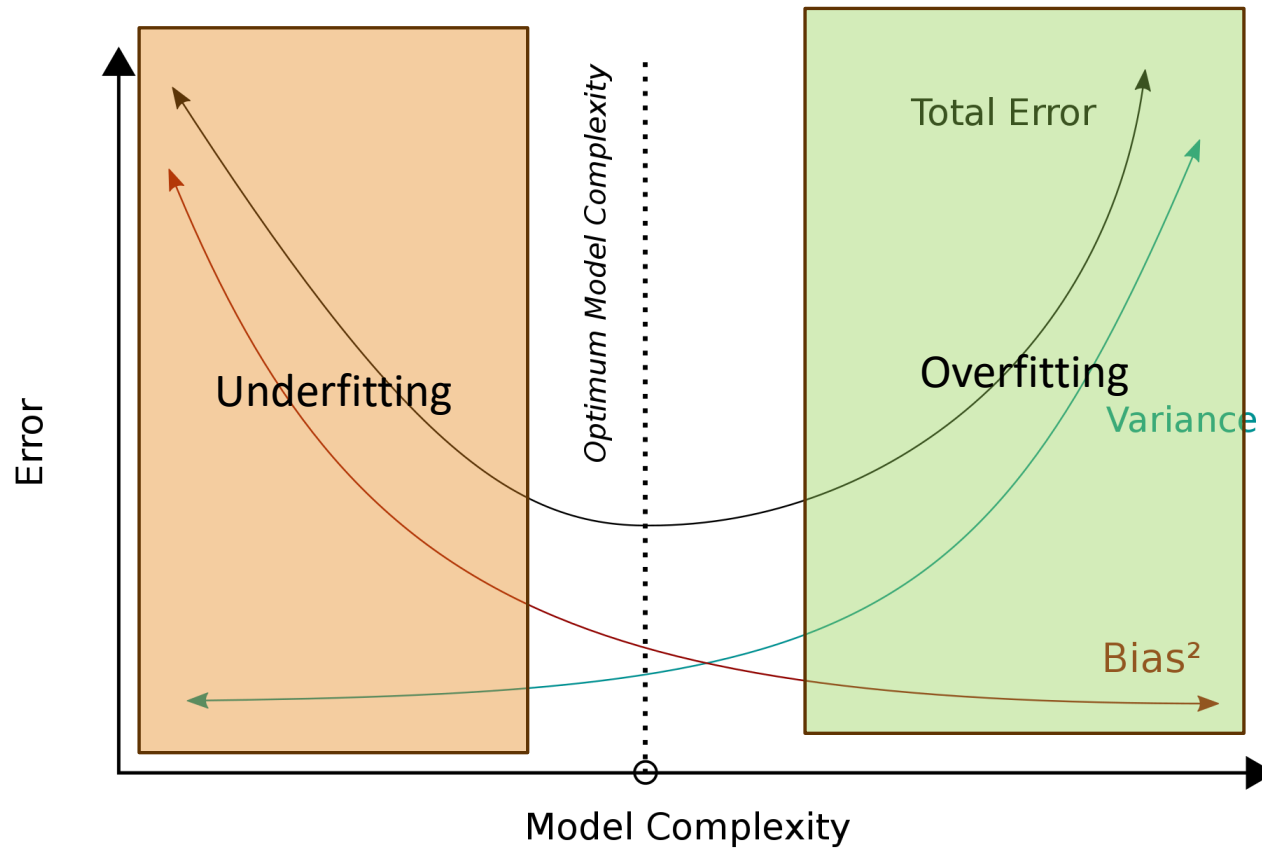 Total Error
Optimum Model Complexity
Underfitting
Overfitting
Variance
Error
Bias²
Model Complexity